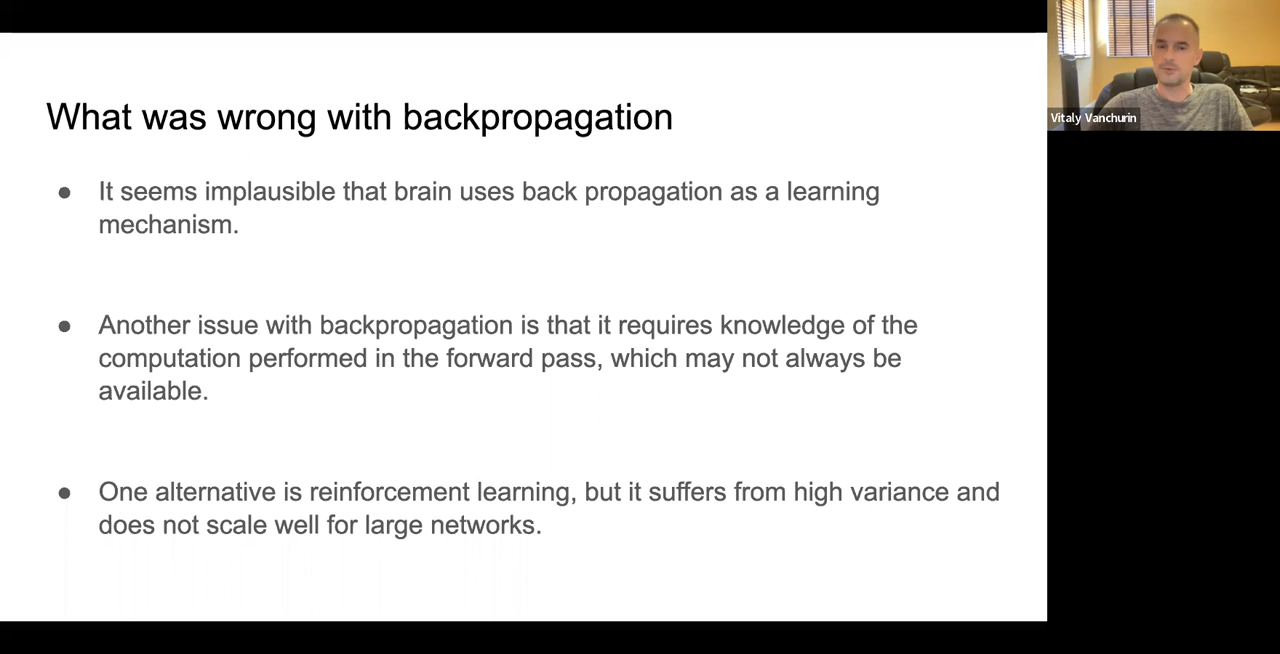 What was wrong with backpropagation
● It seems implausible that brain uses back propagation as a learning
mechanism.
● Another issue with backpropagation is that it requires knowledge of the
computation performed in the forward pass, which may not always be
available.
● One alternative is reinforcement learning, but it suffers from high variance and
does not scale well for large networks.
Vitaly Vanchurin